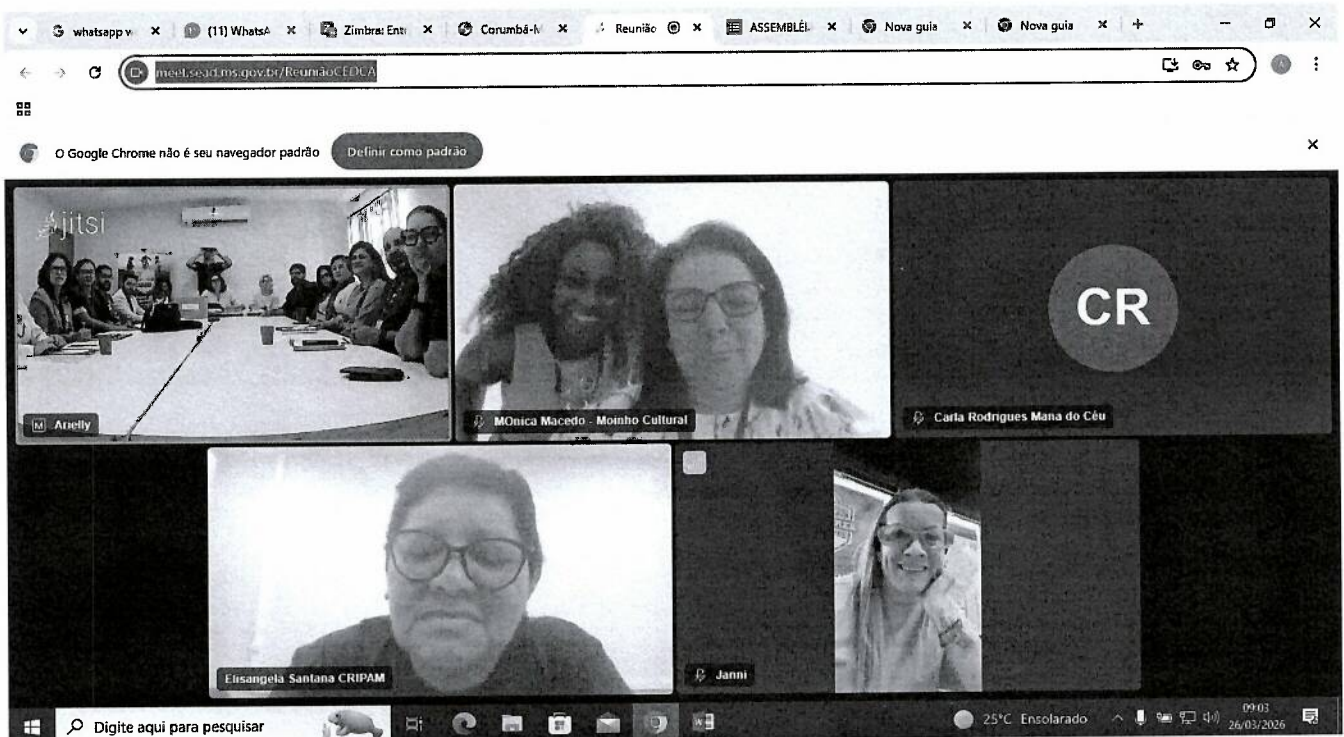 whatsapp w
(11) WhatsA
Zimbra: Entr
Corumbá-M
Reunião
ASSEMBLÉI
Nova guia
Nova guia
meet.sead.ms.gov.br/ReuniãoCEDCA
O Google Chrome não é seu navegador padrão
Definir como padrão
jitsi
M Arielly
MOnica Macedo - Moinho Cultural
CR
Carla Rodrigues Mana do Céu
Elisangela Santana CRIPAM
Janni
Digite aqui para pesquisar
25°C Ensolarado
09:03
26/03/2026